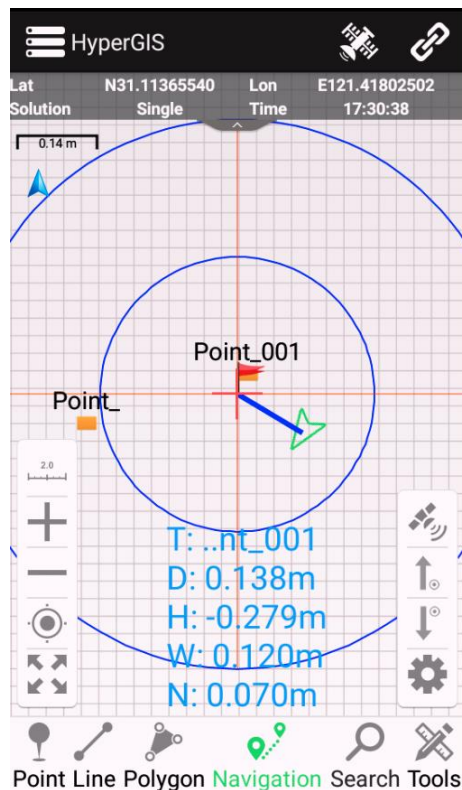 HyperGIS
Lat N31.11365540 Lon E121.41802502
Solution Single Time 17:30:38
0.14 m
Point_001
Point_
2.0
T: ..nt_001
D: 0.138m
H: -0.279m
W: 0.120m
N: 0.070m
Point Line Polygon Navigation Search Tools